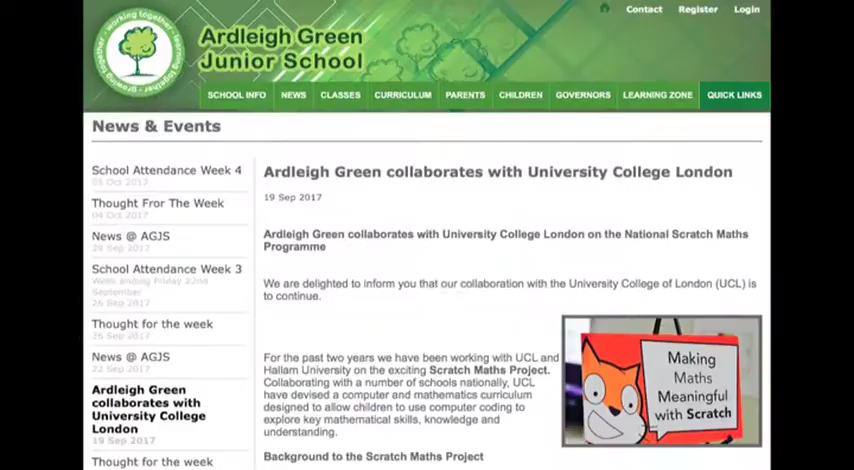 Contact Register Login
working together - learning together - growing together
Ardleigh Green
Junior School
SCHOOL INFO NEWS CLASSES CURRICULUM PARENTS CHILDREN GOVERNORS LEARNING ZONE QUICK LINKS
News & Events
School Attendance Week 4
05 Oct 2017
Thought Fror The Week
04 Oct 2017
News @ AGJS
29 Sep 2017
School Attendance Week 3
Week ending Friday 22nd
September
26 Sep 2017
Thought for the week
26 Sep 2017
News @ AGJS
22 Sep 2017
Ardleigh Green
collaborates with
University College
London
19 Sep 2017
Thought for the week
Ardleigh Green collaborates with University College London
19 Sep 2017
Ardleigh Green collaborates with University College London on the National Scratch Maths
Programme
We are delighted to inform you that our collaboration with the University College of London (UCL) is
to continue.
For the past two years we have been working with UCL and
Hallam University on the exciting Scratch Maths Project.
Collaborating with a number of schools nationally, UCL
have devised a computer and mathematics curriculum
designed to allow children to use computer coding to
explore key mathematical skills, knowledge and
understanding.
Background to the Scratch Maths Project
Making
Maths
Meaningful
with Scratch